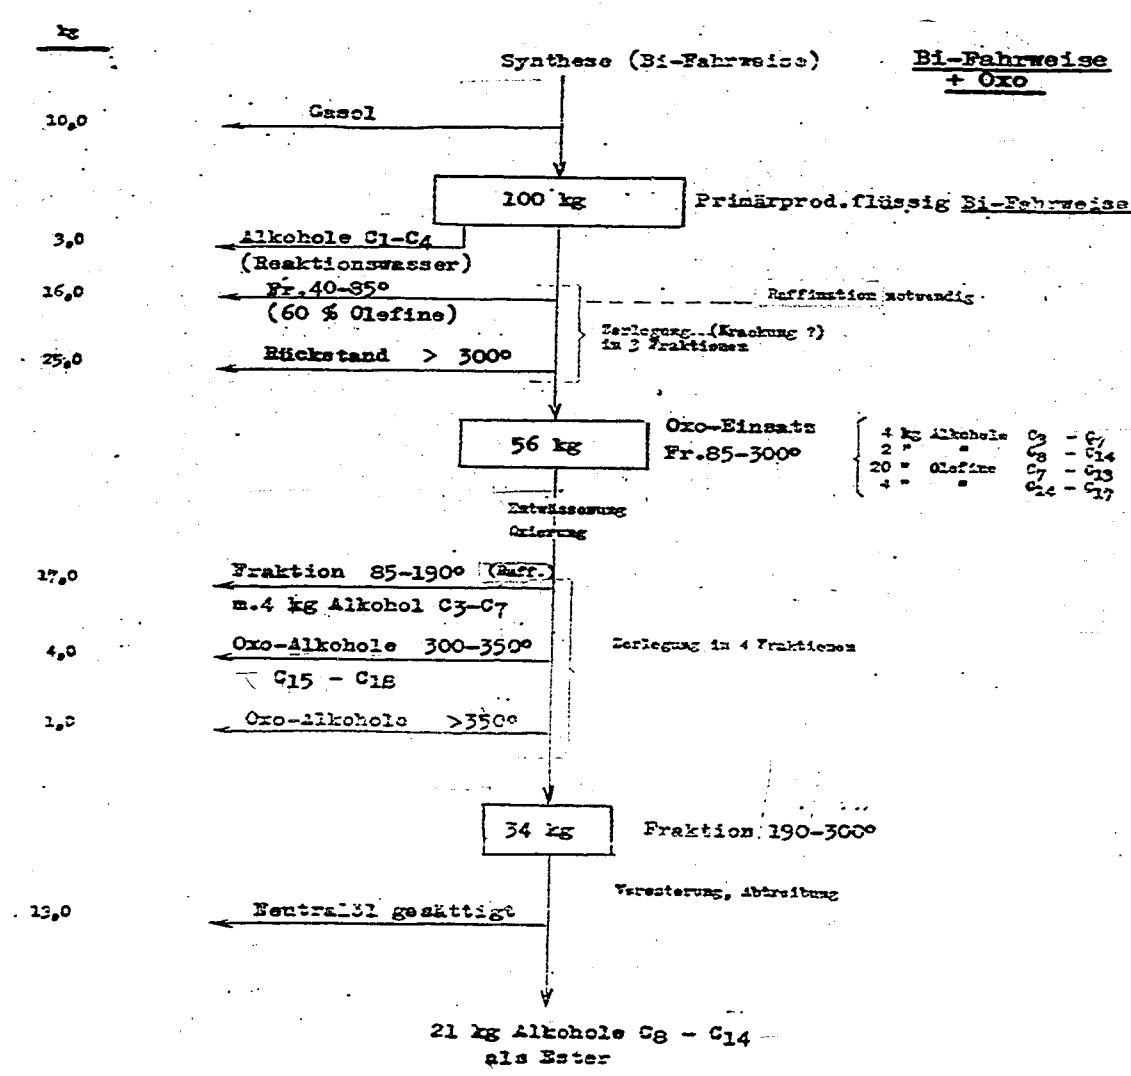 kg
Synthese (Bi-Fahrweise)
Bi-Fahrweise
+ Oxo
10,0
Gasol
100 kg
Primärprod.flüssig Bi-Fahrweise
3,0
Alkohole C1-C4
(Reaktionswasser)
16,0
Fr.40-85°
(60 % Olefine)
Raffination notwendig
Zerlegung (Krackung ?)
in 3 Fraktionen
25,0
Rückstand > 300°
56 kg
Oxo-Einsatz
Fr.85-300°
4 kg Alkohole C3 - C7
2 " " C8 - C14
20 " Olefine C7 - C13
4 " " C14 - C17
Entwässerung
Oxierung
17,0
Fraktion 85-190° (Raff.)
m.4 kg Alkohol C3-C7
4,0
Oxo-Alkohole 300-350°
C15 - C18
Zerlegung in 4 Fraktionen
1,0
Oxo-Alkohole >350°
34 kg
Fraktion 190-300°
Veresterung, Abtreibung
13,0
Neutralöl gesättigt
21 kg Alkohole C8 - C14
als Ester